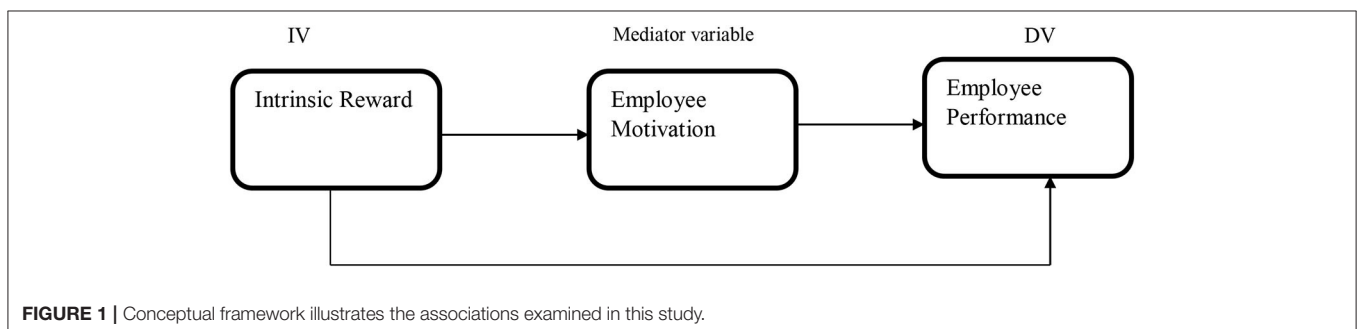 IV
Mediator variable
DV
Intrinsic Reward
Employee
Motivation
Employee
Performance
FIGURE 1 | Conceptual framework illustrates the associations examined in this study.